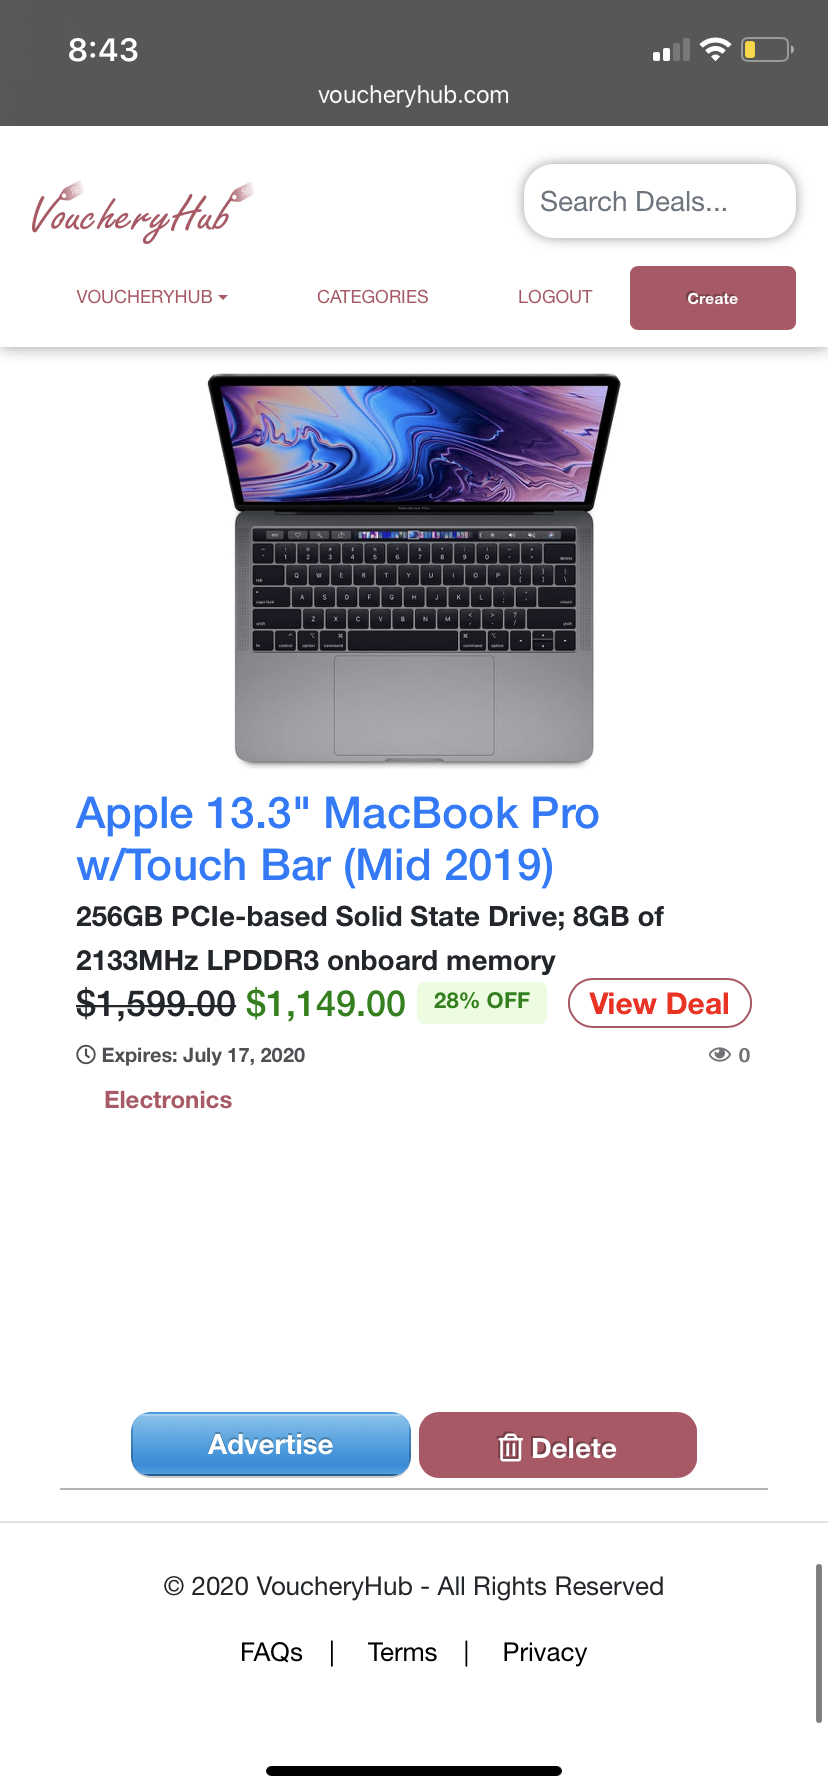 8:43
voucheryhub.com
VoucheryHub
Search Deals...
VOUCHERYHUB
CATEGORIES
LOGOUT
Create
Apple 13.3" MacBook Pro
w/Touch Bar (Mid 2019)
256GB PCIe-based Solid State Drive; 8GB of
2133MHz LPDDR3 onboard memory
$1,599.00 $1,149.00 28% OFF View Deal
Expires: July 17, 2020 0
Electronics
Advertise
Delete
© 2020 VoucheryHub - All Rights Reserved
FAQs | Terms | Privacy